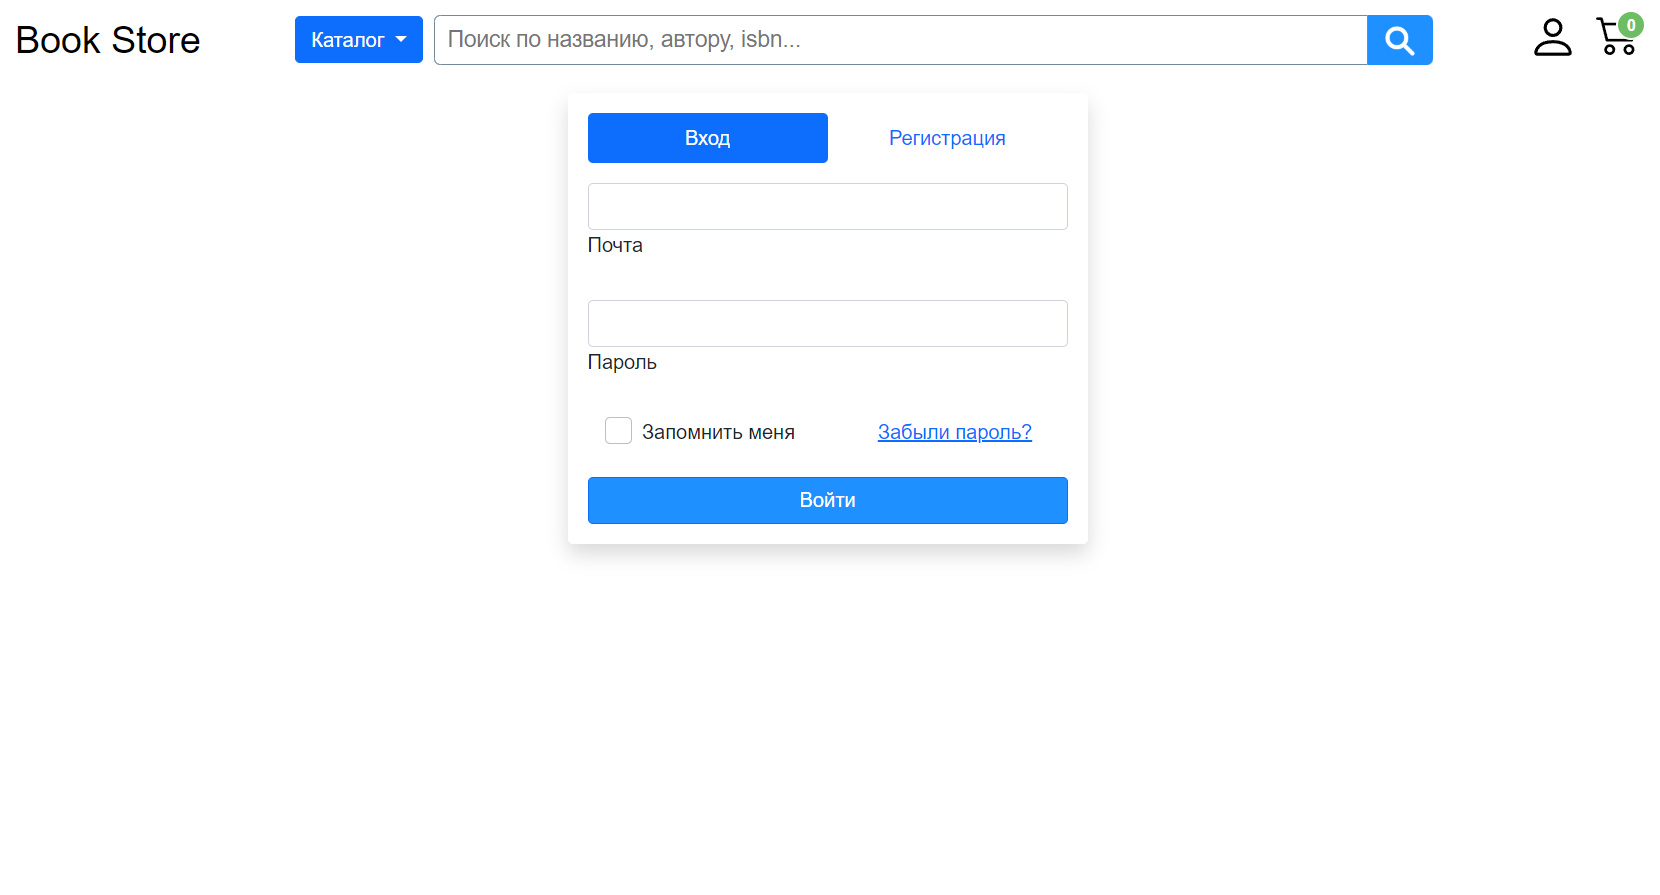 Book Store
Каталог
Поиск по названию, автору, isbn...
0
Вход
Регистрация
Почта
Пароль
Запомнить меня
Забыли пароль?
Войти